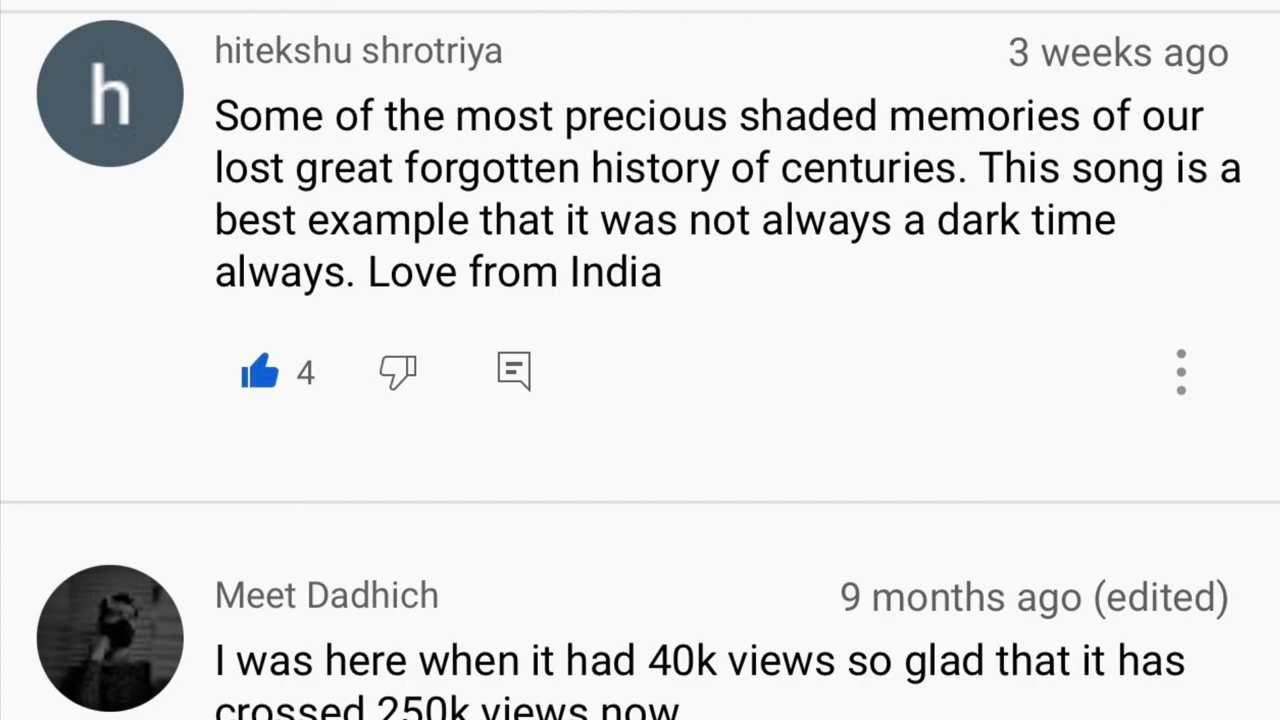 h
hitekshu shrotriya
3 weeks ago
Some of the most precious shaded memories of our
lost great forgotten history of centuries. This song is a
best example that it was not always a dark time
always. Love from India
4
Meet Dadhich
9 months ago (edited)
I was here when it had 40k views so glad that it has
crossed 250k views now